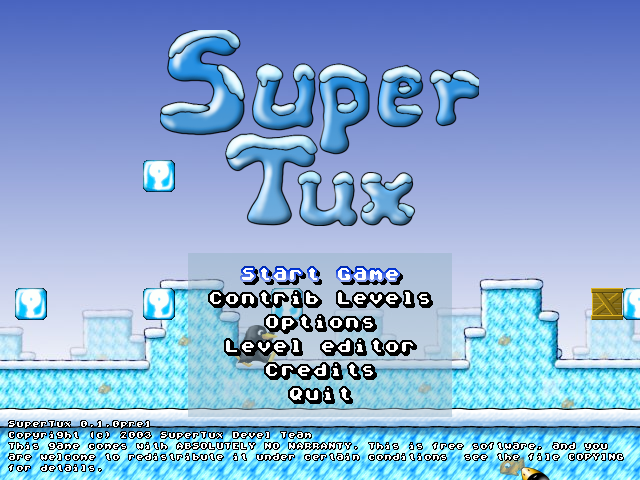 Super
Tux
Start Game
Contrib Levels
Options
Level editor
Credits
Quit
SuperTux 0.1.0pre1
Copyright (c) 2003 SuperTux Devel Team
This game comes with ABSOLUTELY NO WARRANTY. This is free software, and you
are welcome to redistribute it under certain conditions see the file COPYING
for details.